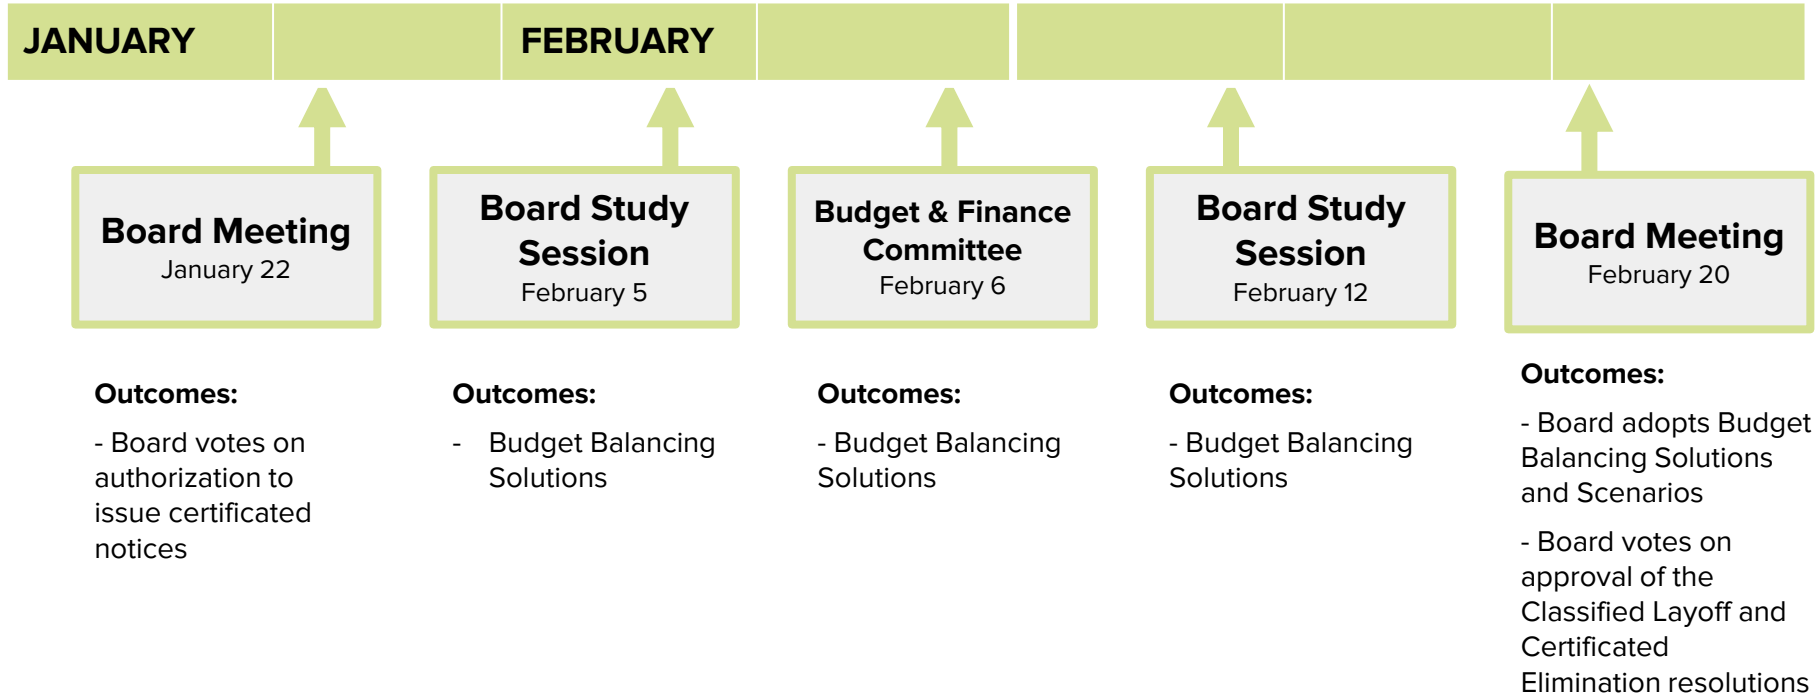 JANUARY
FEBRUARY
Board Meeting
January 22
Board Study
Session
February 5
Budget & Finance
Committee
February 6
Board Study
Session
February 12
Board Meeting
February 20
Outcomes:
- Board votes on
authorization to
issue certificated
notices
Outcomes:
- Budget Balancing
Solutions
Outcomes:
- Budget Balancing
Solutions
Outcomes:
- Budget Balancing
Solutions
Outcomes:
- Board adopts Budget
Balancing Solutions
and Scenarios
- Board votes on
approval of the
Classified Layoff and
Certificated
Elimination resolutions